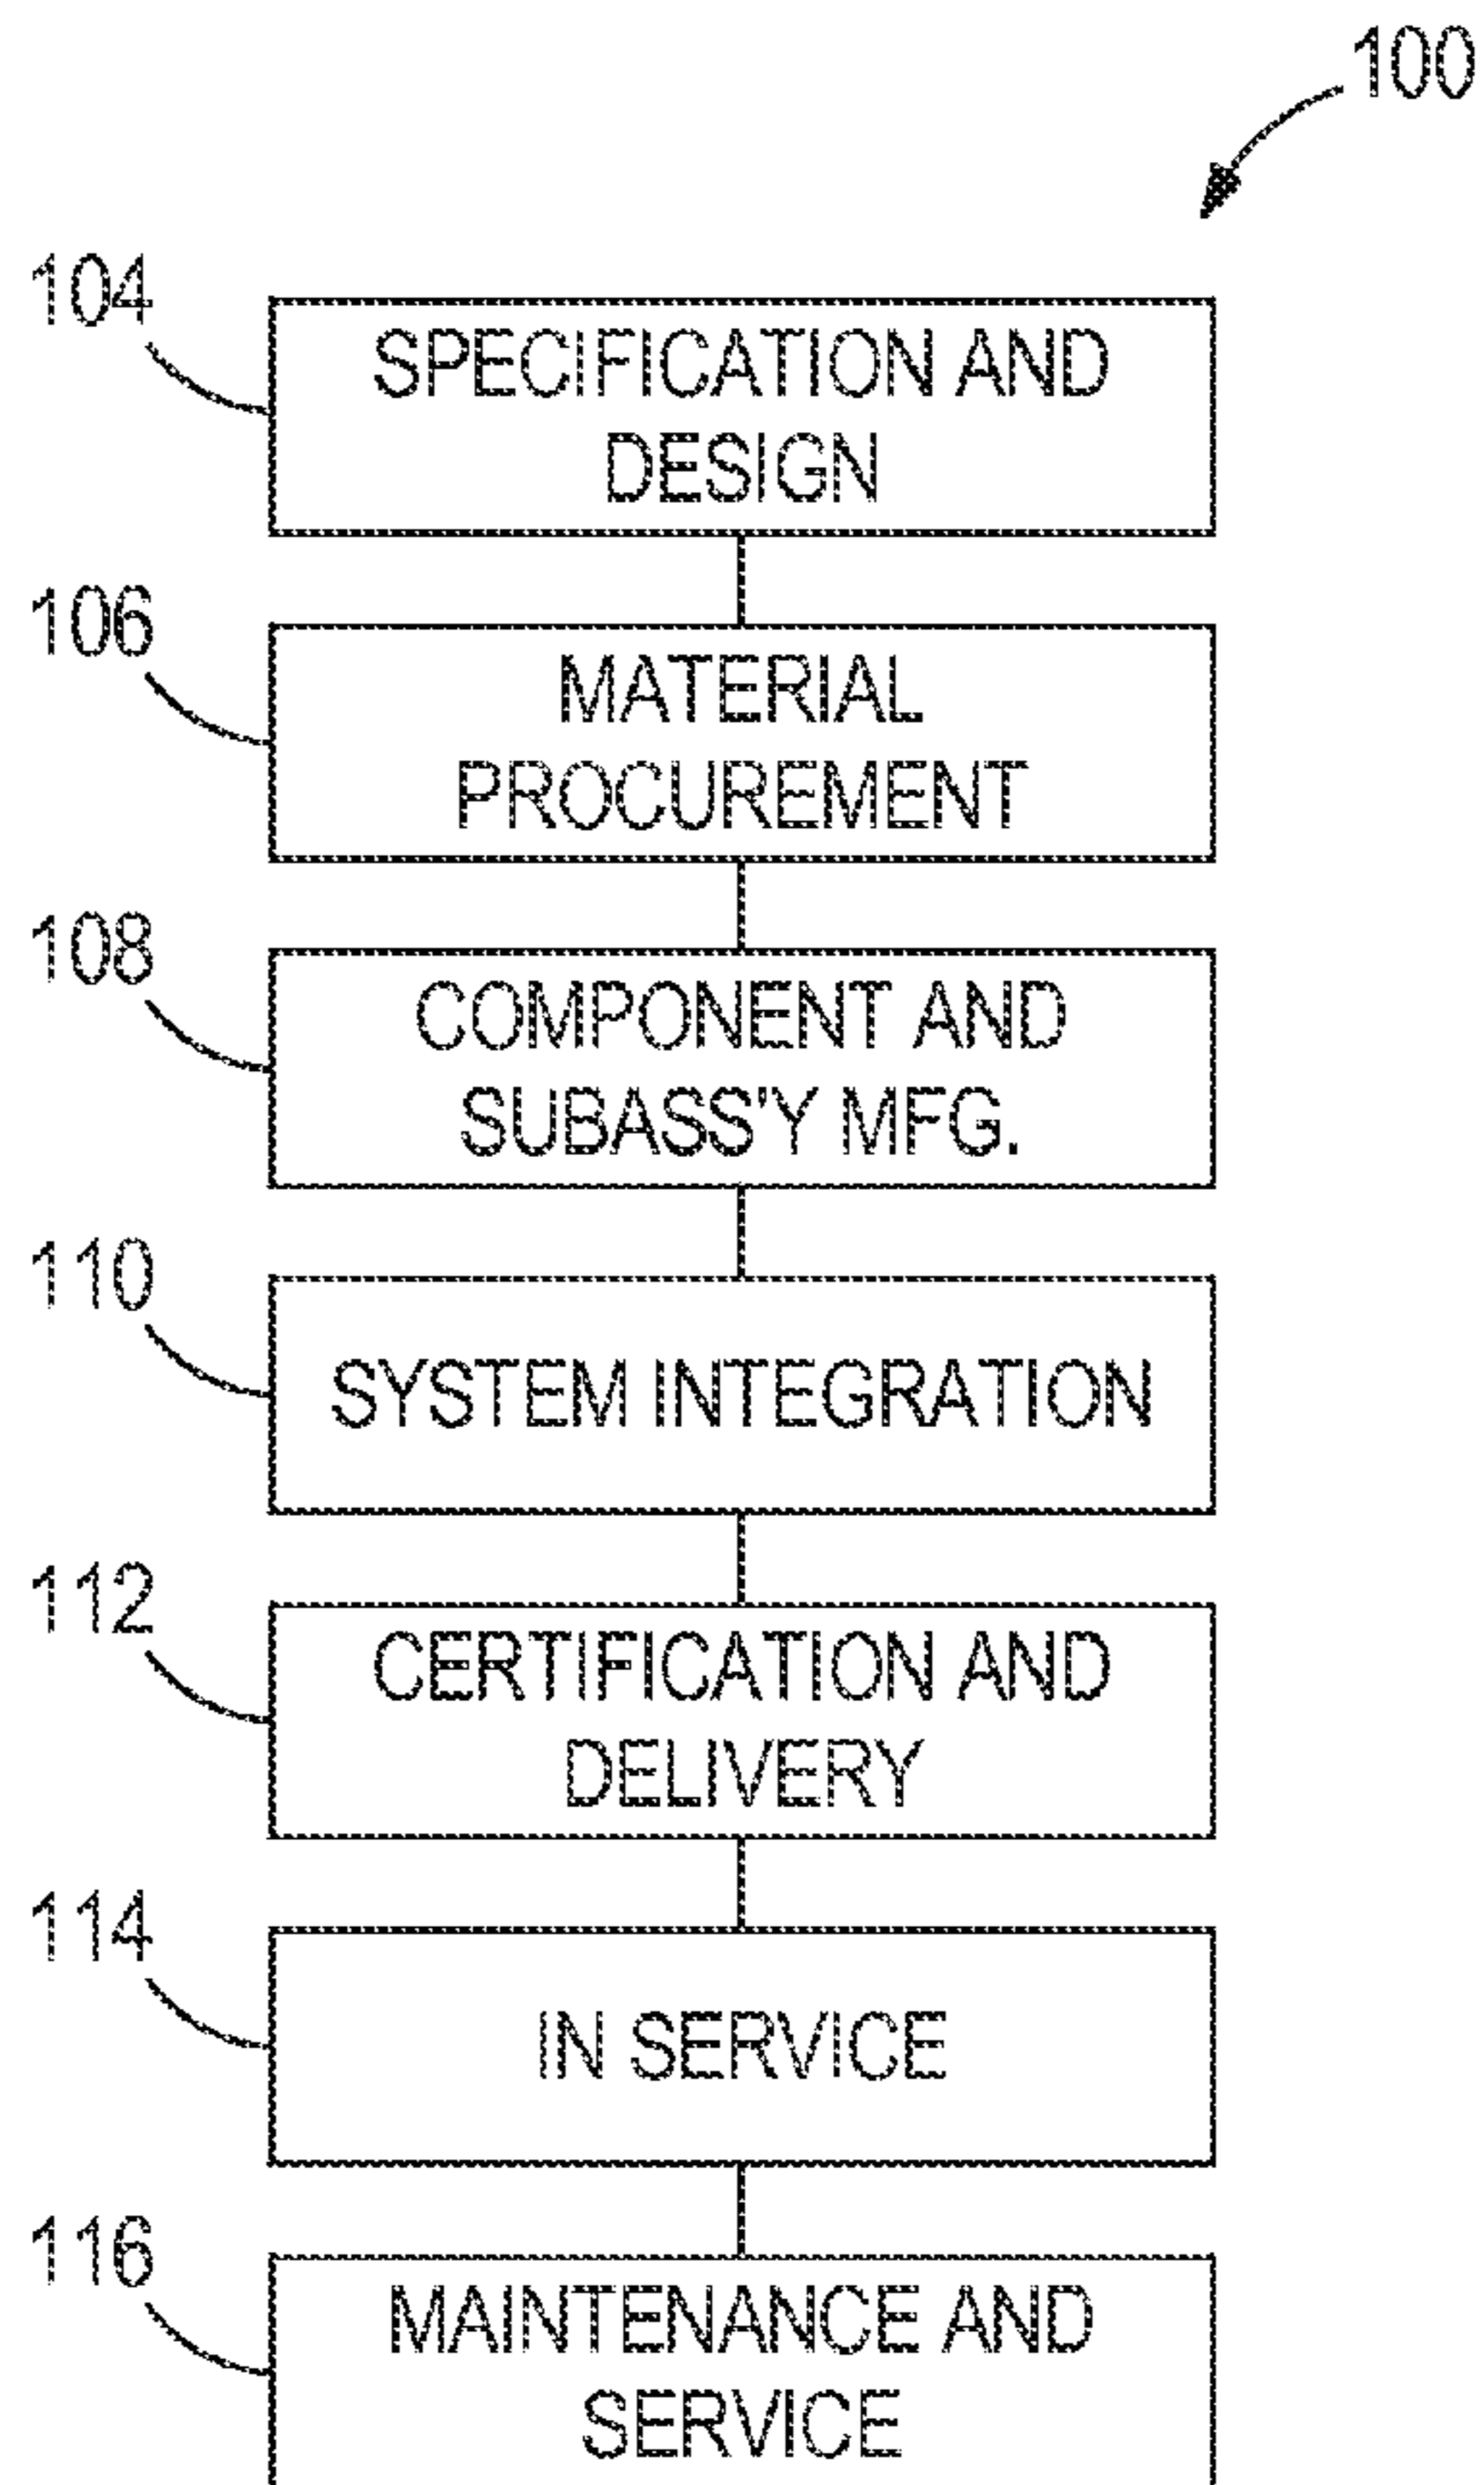 100
104
SPECIFICATION AND
DESIGN
106
MATERIAL
PROCUREMENT
108
COMPONENT AND
SUBASS'Y MFG.
110
SYSTEM INTEGRATION
112
CERTIFICATION AND
DELIVERY
114
IN SERVICE
116
MAINTENANCE AND
SERVICE